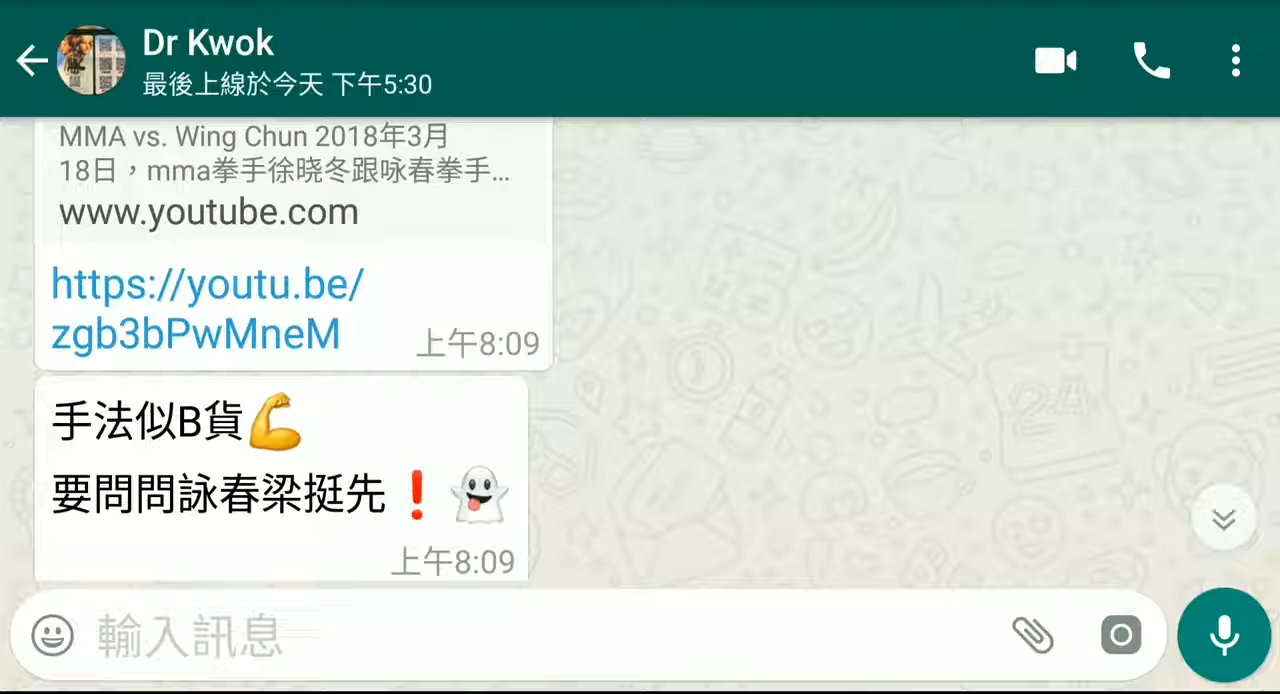 Dr Kwok
最後上線於今天 下午5:30
MMA vs. Wing Chun 2018年3月
18日，mma拳手徐晓冬跟咏春拳手...
www.youtube.com
https://youtu.be/
zgb3bPwMneM
上午8:09
手法似B貨💪
要問問詠春梁挺先❗👻
上午8:09
輸入訊息